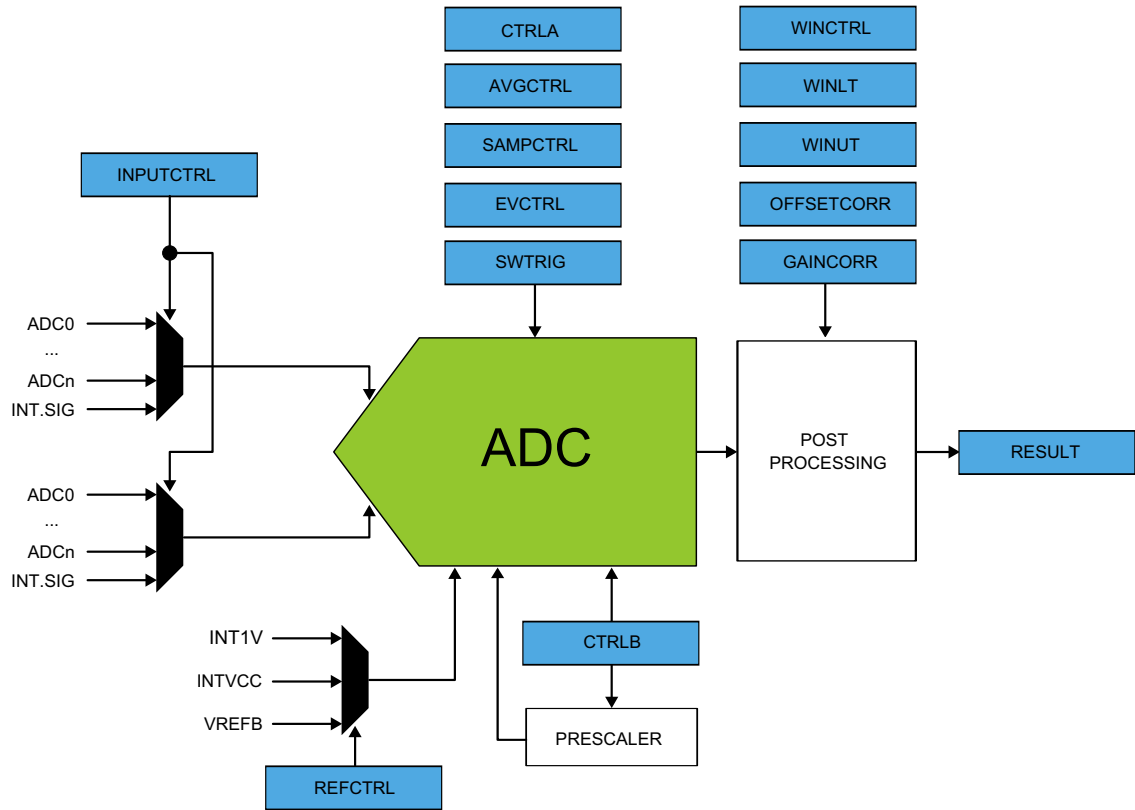 CTRLA
WINCTRL
AVGCTRL
WINLT
SAMPCTRL
WINUT
INPUTCTRL
EVCTRL
OFFSETCORR
SWTRIG
GAINCORR
ADC0
...
ADCn
INT.SIG
ADC
POST
PROCESSING
RESULT
ADC0
...
ADCn
INT.SIG
INT1V
CTRLB
INTVCC
VREFB
PRESCALER
REFCTRL